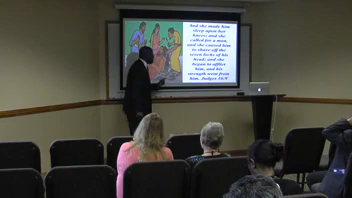 And she made him
sleep upon her
knees; and she
called for a man,
and she caused him
to shave off the
seven locks of his
head; and she
began to afflict
him, and his
strength went from
him. Judges 16:9